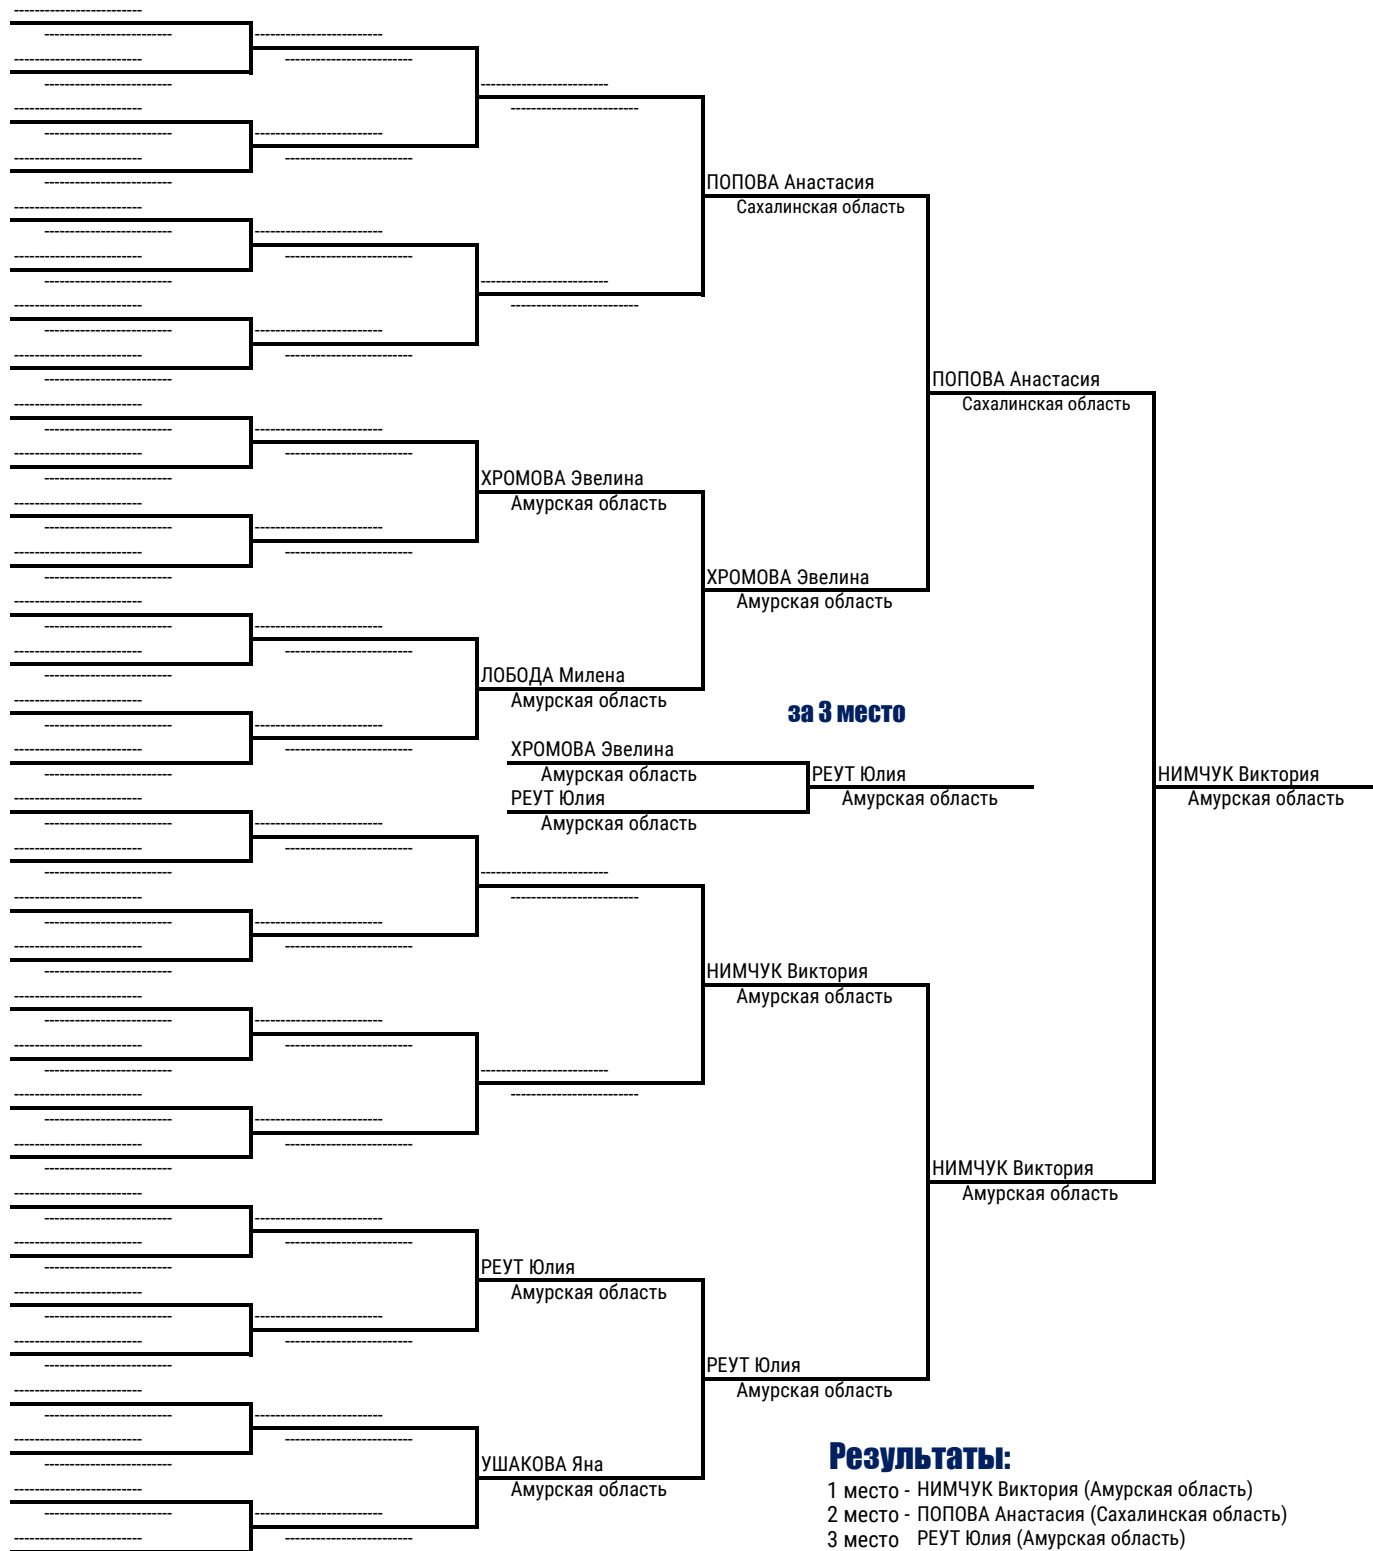 ПОПОВА Анастасия
Сахалинская область
ПОПОВА Анастасия
Сахалинская область
ХРОМОВА Эвелина
Амурская область
ХРОМОВА Эвелина
Амурская область
ЛОБОДА Милена
Амурская область
за 3 место
ХРОМОВА Эвелина
Амурская область
РЕУТ Юлия
Амурская область
РЕУТ Юлия
Амурская область
НИМЧУК Виктория
Амурская область
НИМЧУК Виктория
Амурская область
НИМЧУК Виктория
Амурская область
РЕУТ Юлия
Амурская область
РЕУТ Юлия
Амурская область
УШАКОВА Яна
Амурская область
Результаты:
1 место - НИМЧУК Виктория (Амурская область)
2 место - ПОПОВА Анастасия (Сахалинская область)
3 место РЕУТ Юлия (Амурская область)